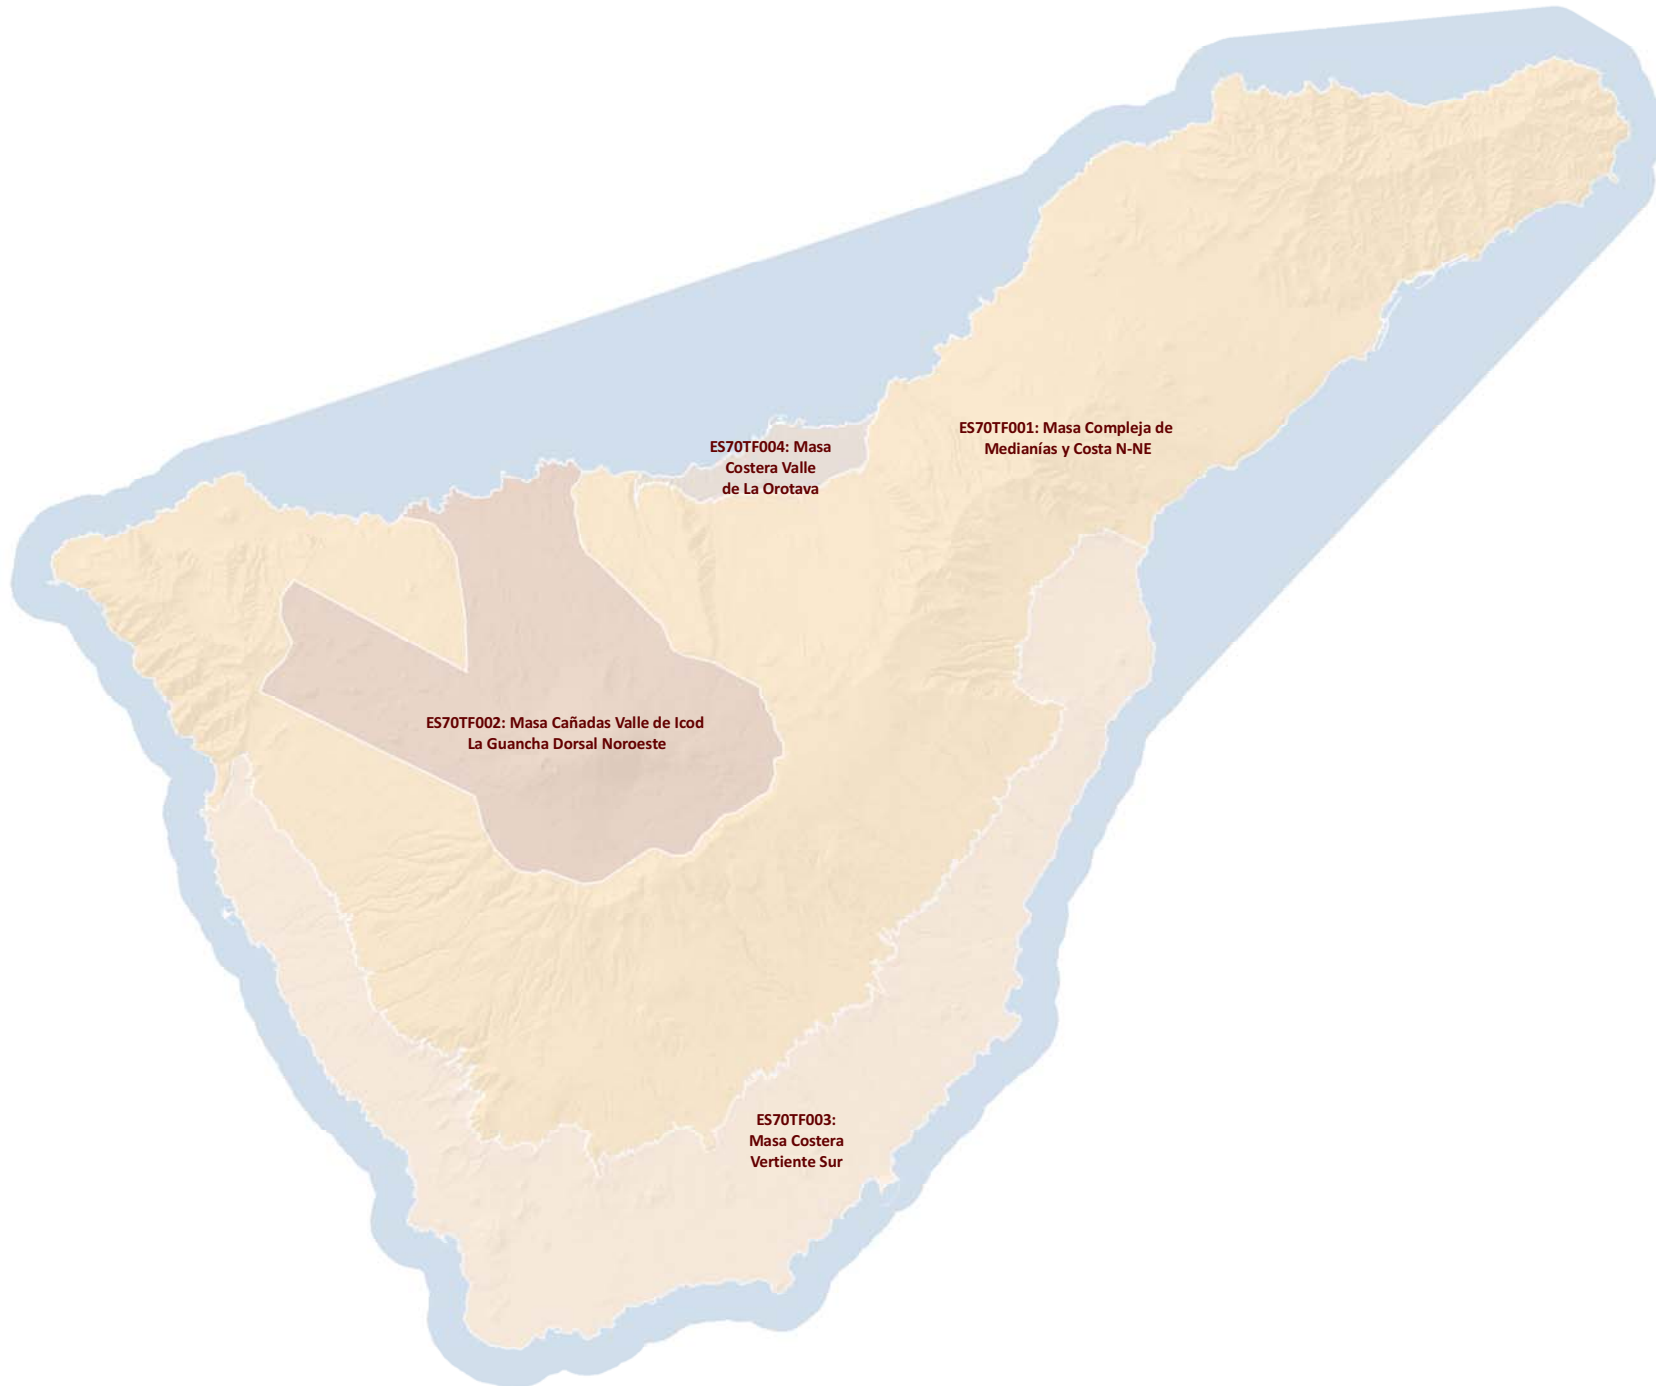 ES70TF001: Masa Compleja de
Medianías y Costa N-NE
ES70TF004: Masa
Costera Valle
de La Orotava
ES70TF002: Masa Cañadas Valle de Icod
La Guancha Dorsal Noroeste
ES70TF003:
Masa Costera
Vertiente Sur